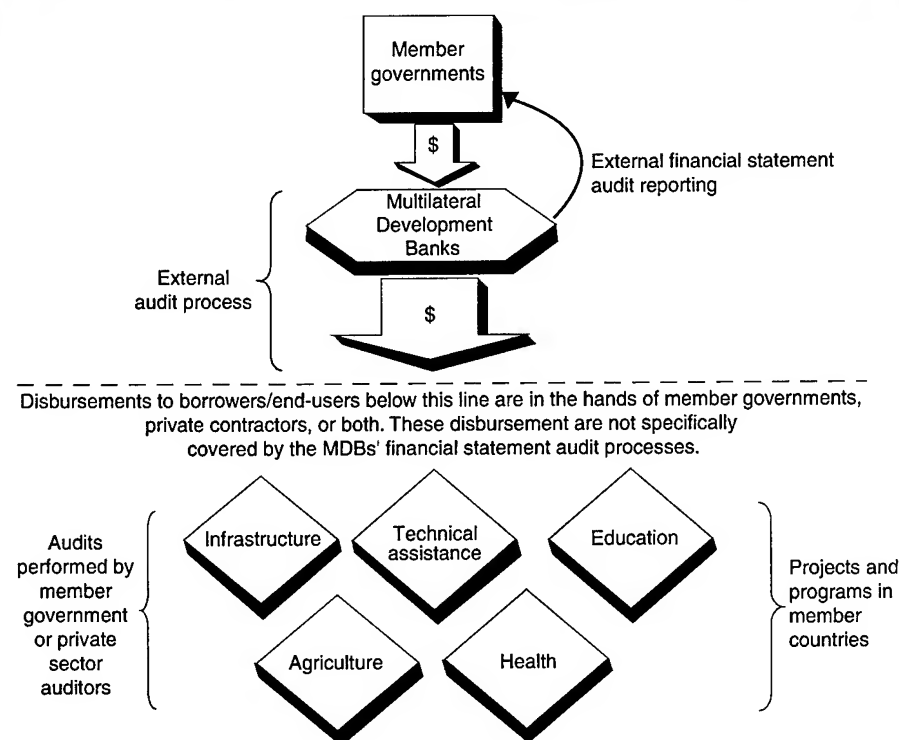 Member
governments
$
External financial statement
audit reporting
Multilateral
Development
Banks
External
audit process
$
Disbursements to borrowers/end-users below this line are in the hands of member governments,
private contractors, or both. These disbursement are not specifically
covered by the MDBs' financial statement audit processes.
Infrastructure
Technical
assistance
Education
Audits
performed by
member
government
or private
sector
auditors
Projects and
programs in
member
countries
Agriculture
Health